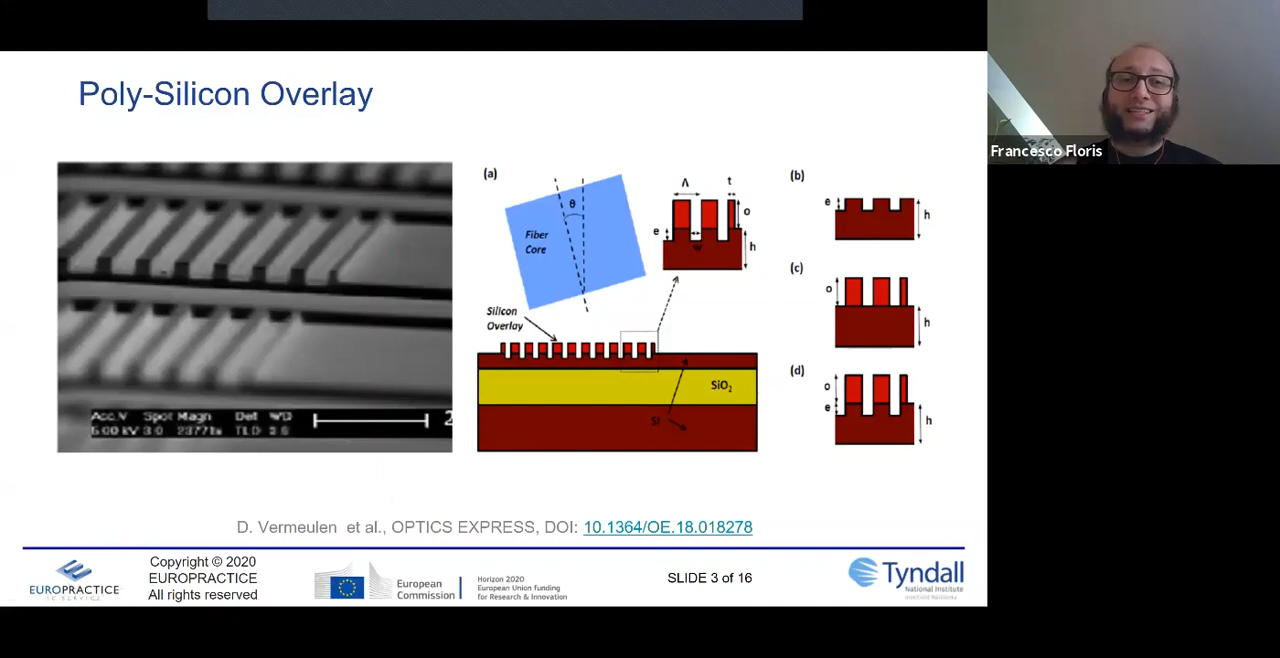 Poly-Silicon Overlay
Francesco Floris
(a)
θ
Fiber
Core
Silicon
Overlay
Λ
t
o
e
w
h
SiO2
Si
(b)
e
h
(c)
o
h
(d)
o
e
h
Acc.V Spot Magn Det WD
5.00 kV 3.0 23771x TLD
2
D. Vermeulen et al., OPTICS EXPRESS, DOI: 10.1364/OE.18.018278
EUROPRACTICE
IC SERVICE
Copyright © 2020
EUROPRACTICE
All rights reserved
European
Commission
Horizon 2020
European Union funding
for Research & Innovation
SLIDE 3 of 16
Tyndall
National Institute